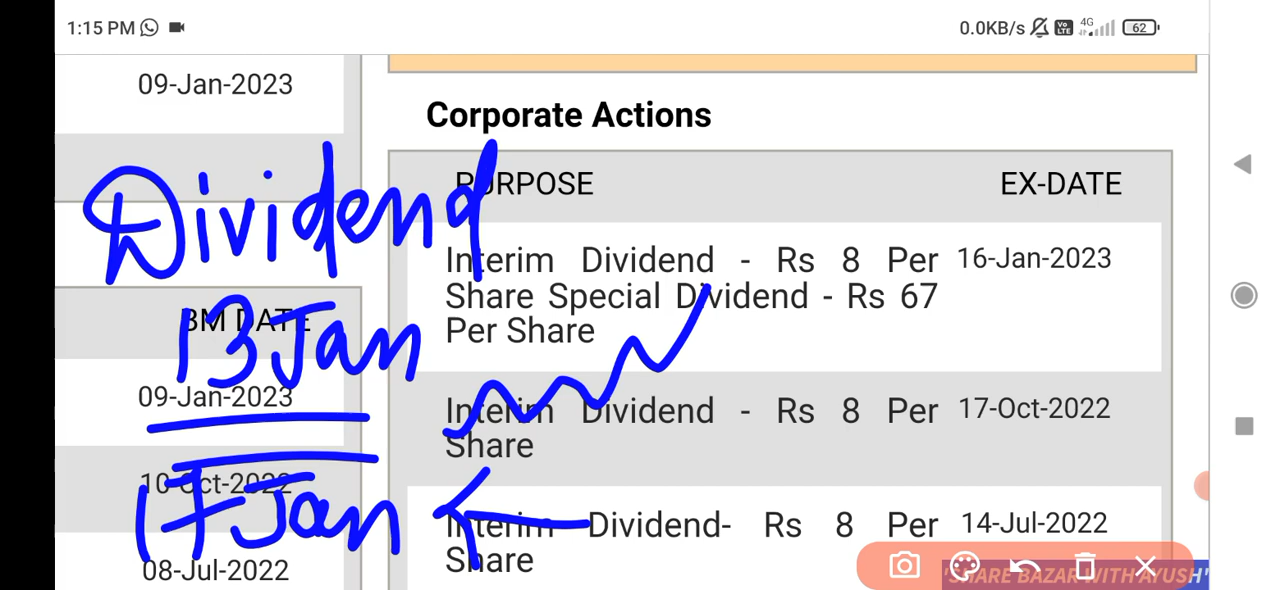 1:15 PM
0.0KB/s
Vo
LTE
4G
62
09-Jan-2023
Corporate Actions
Dividend
PURPOSE
EX-DATE
Interim Dividend - Rs 8 Per
Share Special Dividend - Rs 67
Per Share
16-Jan-2023
BM DATE
13 Jan
09-Jan-2023
Interim Dividend - Rs 8 Per
Share
17-Oct-2022
10-Oct-2022
17 Jan
Interim Dividend- Rs 8 Per
Share
14-Jul-2022
08-Jul-2022
"SHARE BAZAR WITH AYUSH"